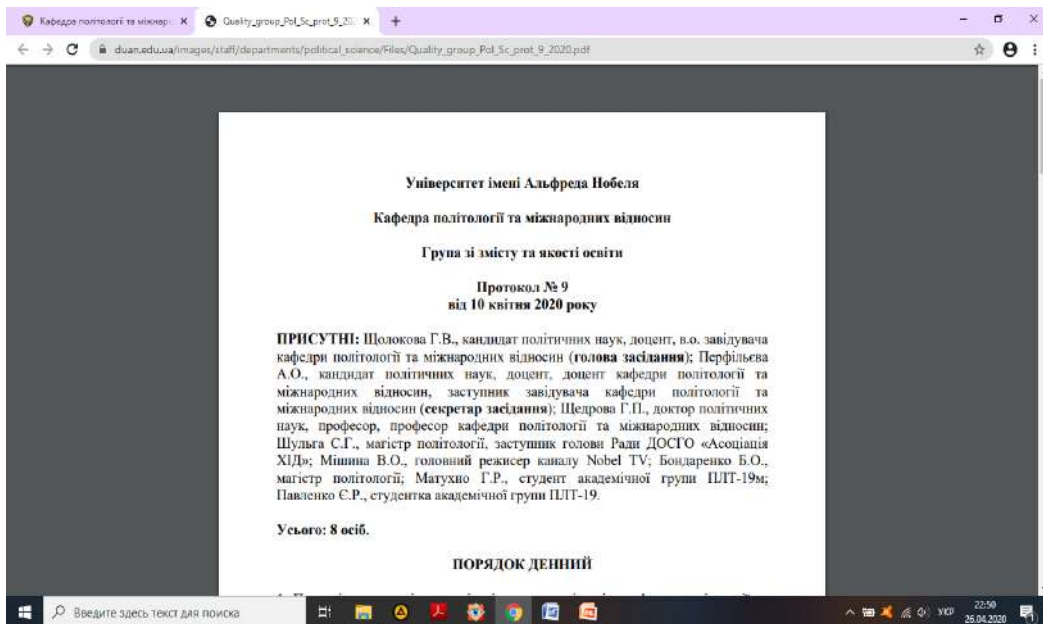 Кафедра політології та міжнаро
Quality_group_Pol_Sc_prot_9_20
duan.edu.ua/images/staff/departments/political_science/Files/Quality_group_Pol_Sc_prot_9_2020.pdf
Університет імені Альфреда Нобеля
Кафедра політології та міжнародних відносин
Група зі змісту та якості освіти
Протокол № 9
від 10 квітня 2020 року
ПРИСУТНІ: Щолокова Г.В., кандидат політичних наук, доцент, в.о. завідувача
кафедри політології та міжнародних відносин (голова засідання); Перфільєва
А.О., кандидат політичних наук, доцент, доцент кафедри політології та
міжнародних відносин, заступник завідувача кафедри політології та
міжнародних відносин (секретар засідання); Щедрова Г.П., доктор політичних
наук, професор, професор кафедри політології та міжнародних відносин;
Шульга С.Г., магістр політології, заступник голови Ради ДОСГО «Асоціація
ХІД»; Мішина В.О., головний режисер каналу Nobel TV; Бондаренко Б.О.,
магістр політології; Матухно Г.Р., студент академічної групи ПЛТ-19м;
Павленко Є.Р., студентка академічної групи ПЛТ-19.
Усього: 8 осіб.
ПОРЯДОК ДЕННИЙ
Введите здесь текст для поиска
УКР
22:50
26.04.2020